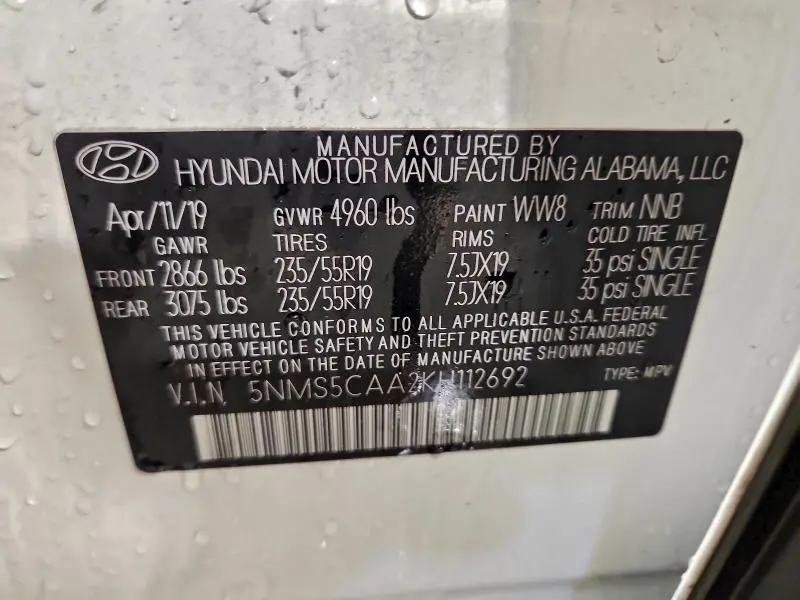 MANUFACTURED BY
HYUNDAI MOTOR MANUFACTURING ALABAMA, LLC
Apr/11/19 GVWR 4960 lbs PAINT WW8 TRIM NNB
GAWR TIRES RIMS COLD TIRE INFL
FRONT 2866 lbs 235/55R19 7.5JX19 35 psi SINGLE
REAR 3075 lbs 235/55R19 7.5JX19 35 psi SINGLE
THIS VEHICLE CONFORMS TO ALL APPLICABLE U.S.A. FEDERAL
MOTOR VEHICLE SAFETY AND THEFT PREVENTION STANDARDS
IN EFFECT ON THE DATE OF MANUFACTURE SHOWN ABOVE
V.I.N. 5NMS5CAA2KH112692 TYPE: MPV